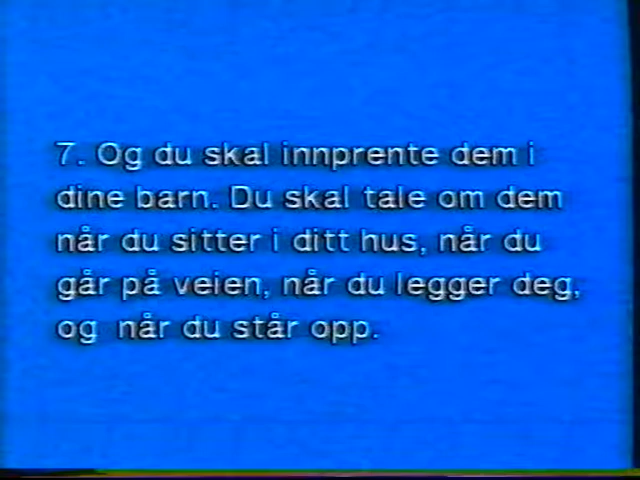 7. Og du skal innprente dem i
dine barn. Du skal tale om dem
når du sitter i ditt hus, når du
går på veien, når du legger deg,
og når du står opp.